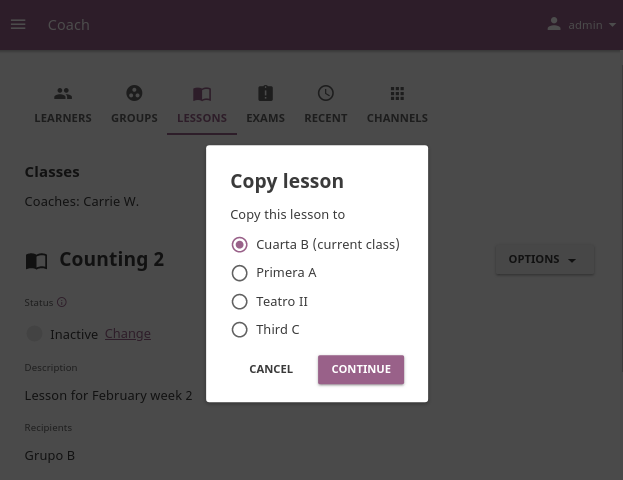 Coach
admin
LEARNERS
GROUPS
LESSONS
EXAMS
RECENT
CHANNELS
Classes
Coaches: Carrie W.
Counting 2
OPTIONS
Status
Inactive Change
Description
Lesson for February week 2
Recipients
Grupo B
Copy lesson
Copy this lesson to
Cuarta B (current class)
Primera A
Teatro II
Third C
CANCEL
CONTINUE